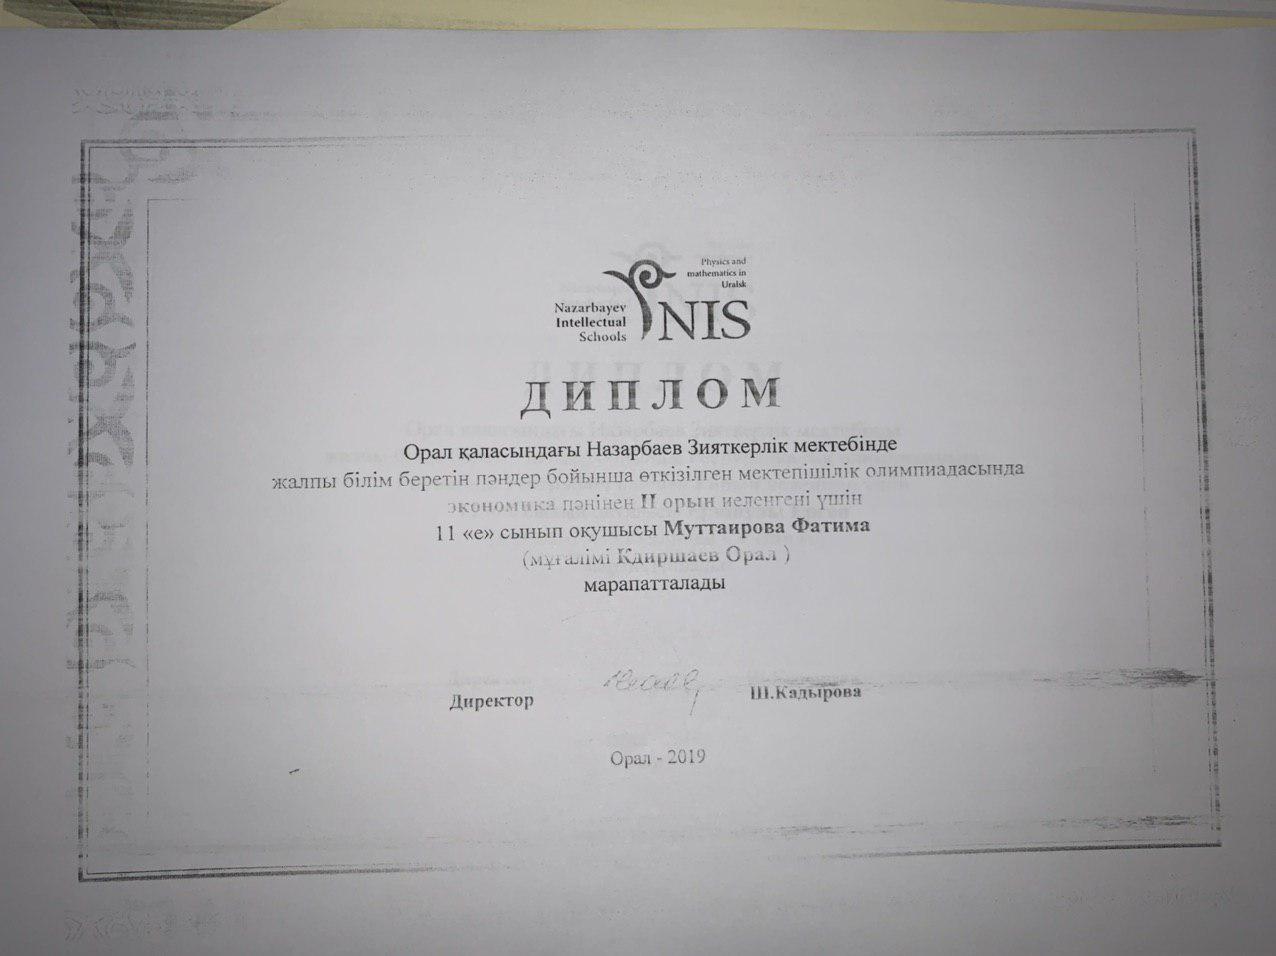 Physics and
mathematics in
Uralsk
Nazarbayev
Intellectual
Schools
NIS
ДИПЛОМ
Орал қаласындағы Назарбаев Зияткерлік мектебінде
жалпы білім беретін пәндер бойынша өткізілген мектепішілік олимпиадасында
экономика пәнінен II орын иеленгені үшін
11 «е» сынып оқушысы Муттаирова Фатима
(мұғалімі Кдиршаев Орал )
марапатталады
Директор Ш.Кадырова
Орал - 2019